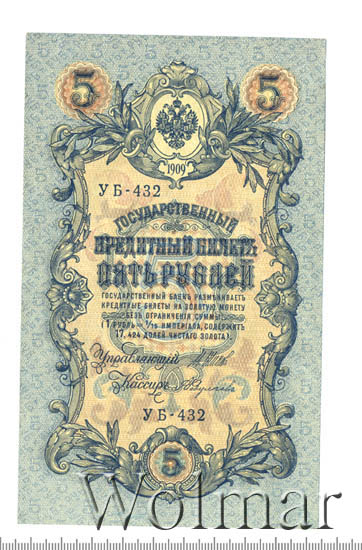 5 5
1909
УБ-432
ГОСУДАРСТВЕННЫЙ
КРЕДИТНЫЙ БИЛЕТЪ
ПЯТЬ РУБЛЕЙ
ГОСУДАРСТВЕННЫЙ БАНКЪ РАЗМѢНИВАЕТЪ
КРЕДИТНЫЕ БИЛЕТЫ НА ЗОЛОТУЮ МОНЕТУ
БЕЗЪ ОГРАНИЧЕНІЯ СУММЫ
(1 РУБЛЬ = 1/15 ИМПЕРІАЛА, СОДЕРЖИТЪ
17,424 ДОЛЕЙ ЧИСТАГО ЗОЛОТА).
Управляющій
Кассиръ
УБ-432
5
Wolmar